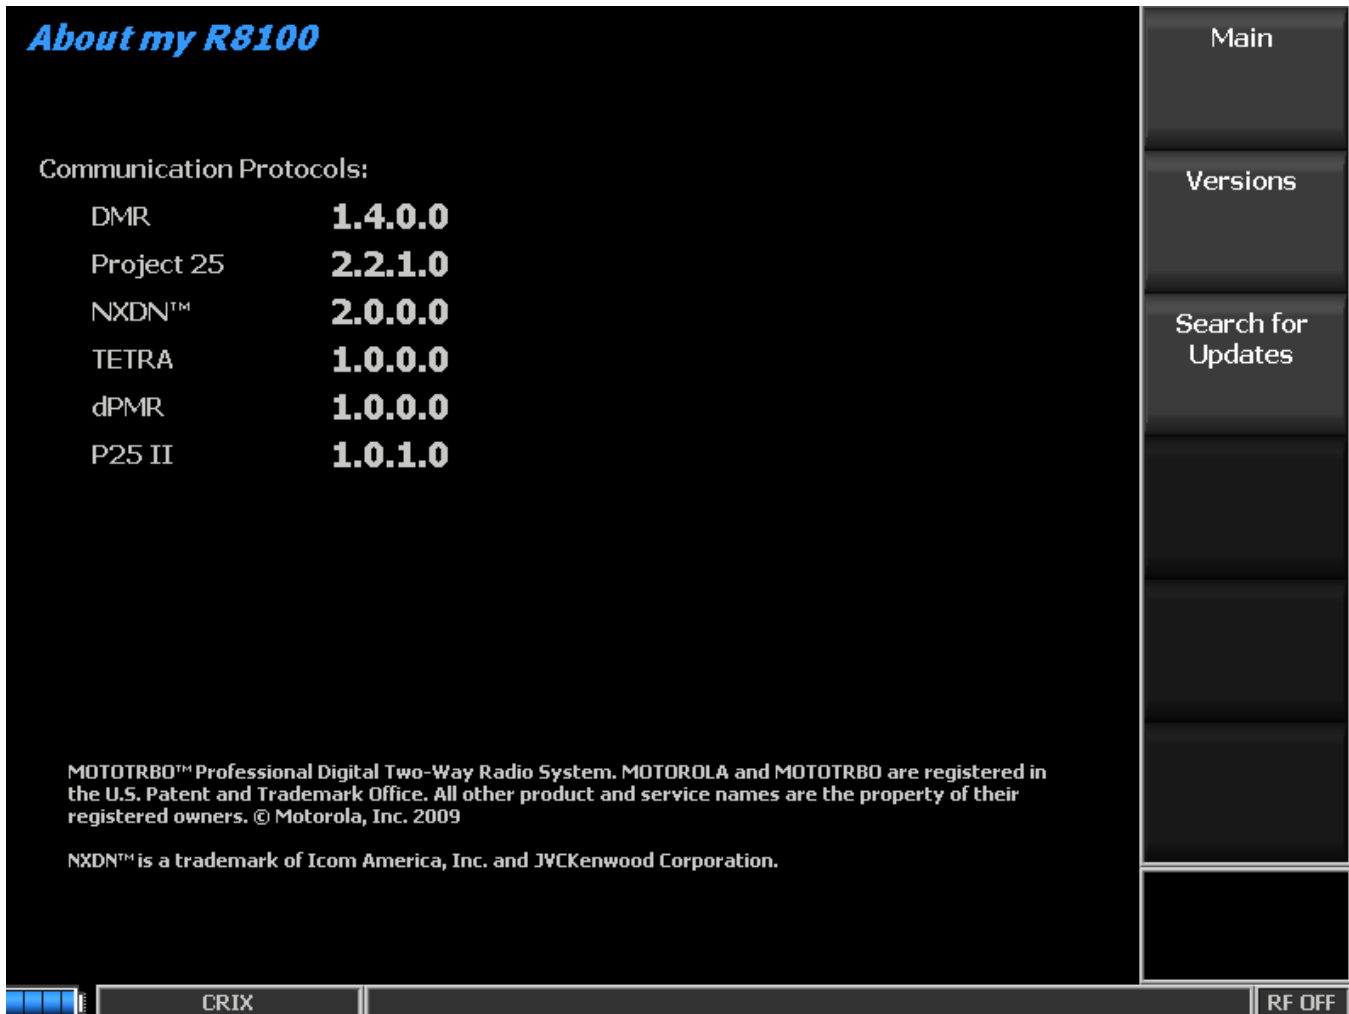 About my R8100
Communication Protocols:
DMR 1.4.0.0
Project 25 2.2.1.0
NXDN™ 2.0.0.0
TETRA 1.0.0.0
dPMR 1.0.0.0
P25 II 1.0.1.0
MOTOTRBO™ Professional Digital Two-Way Radio System. MOTOROLA and MOTOTRBO are registered in
the U.S. Patent and Trademark Office. All other product and service names are the property of their
registered owners. © Motorola, Inc. 2009
NXDN™ is a trademark of Icom America, Inc. and JVCKenwood Corporation.
Main
Versions
Search for
Updates
CRIX
RF OFF